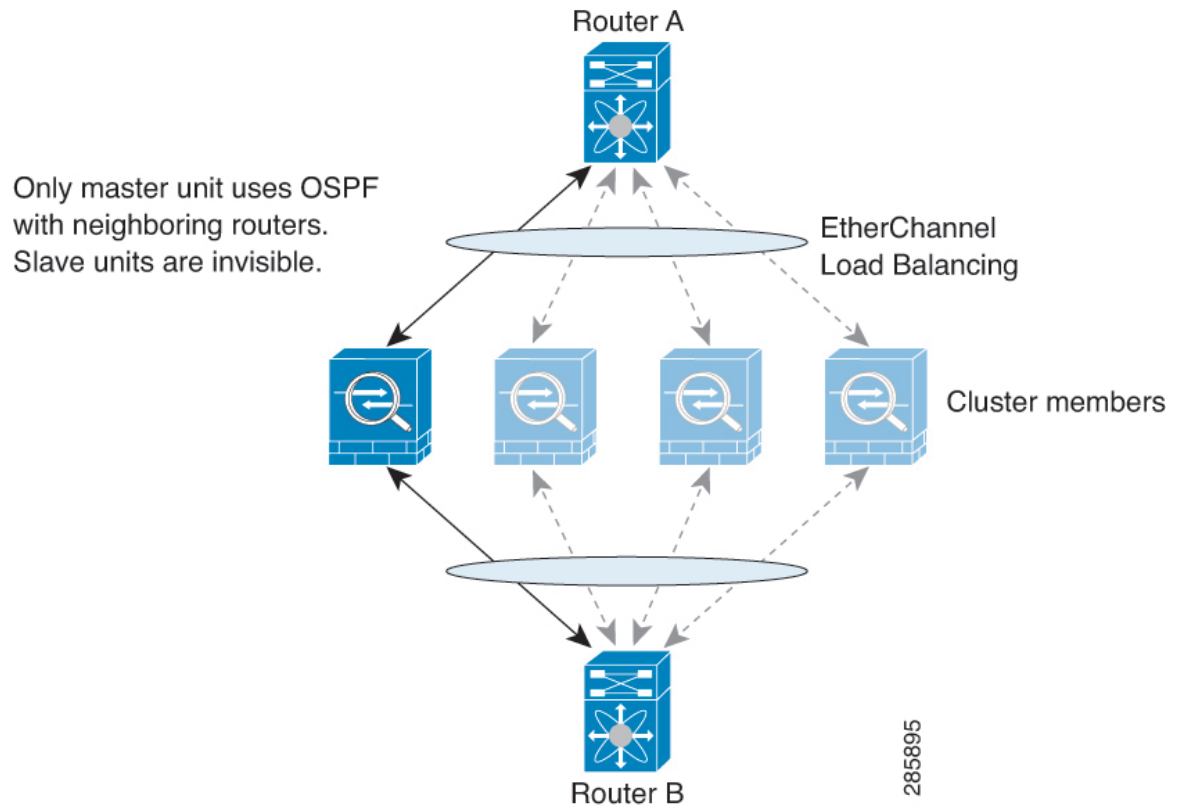 Router A
Only master unit uses OSPF
with neighboring routers.
Slave units are invisible.
EtherChannel
Load Balancing
Cluster members
Router B
285895